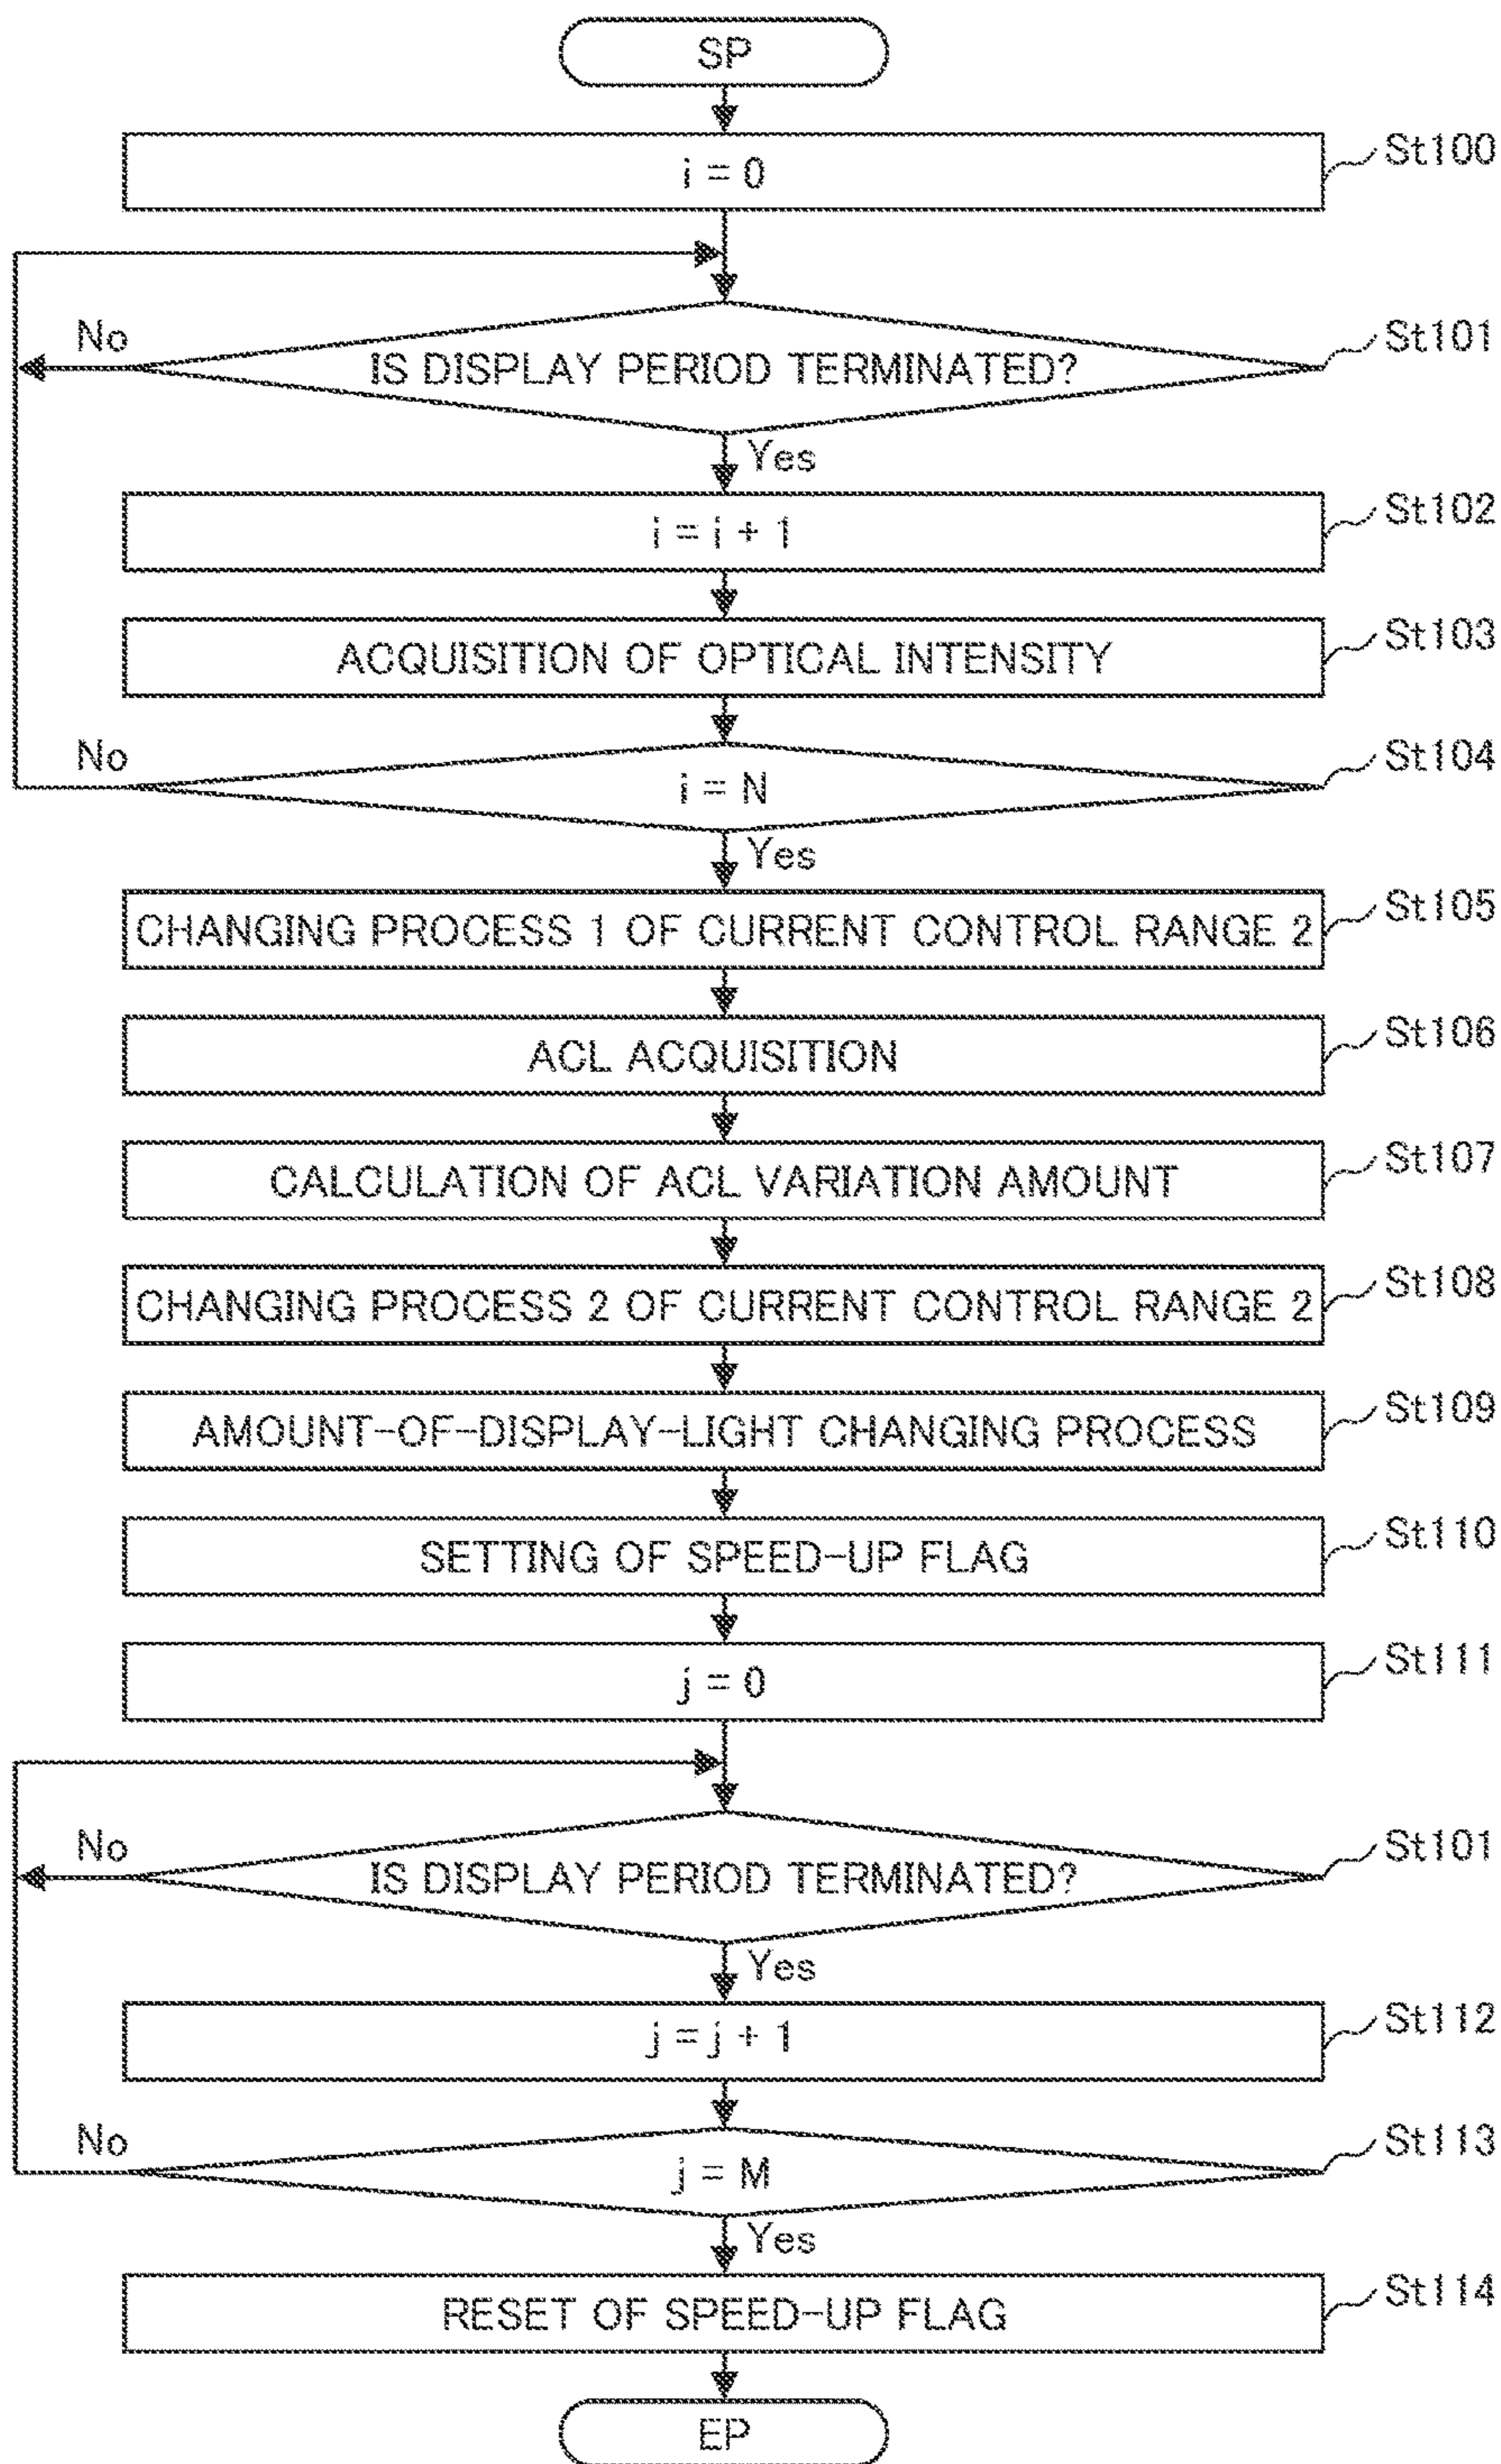 SP
i = 0
St100
No
IS DISPLAY PERIOD TERMINATED?
St101
Yes
i = i + 1
St102
ACQUISITION OF OPTICAL INTENSITY
St103
No
i = N
St104
Yes
CHANGING PROCESS 1 OF CURRENT CONTROL RANGE 2
St105
ACL ACQUISITION
St106
CALCULATION OF ACL VARIATION AMOUNT
St107
CHANGING PROCESS 2 OF CURRENT CONTROL RANGE 2
St108
AMOUNT-OF-DISPLAY-LIGHT CHANGING PROCESS
St109
SETTING OF SPEED-UP FLAG
St110
j = 0
St111
No
IS DISPLAY PERIOD TERMINATED?
St101
Yes
j = j + 1
St112
No
j = M
St113
Yes
RESET OF SPEED-UP FLAG
St114
EP